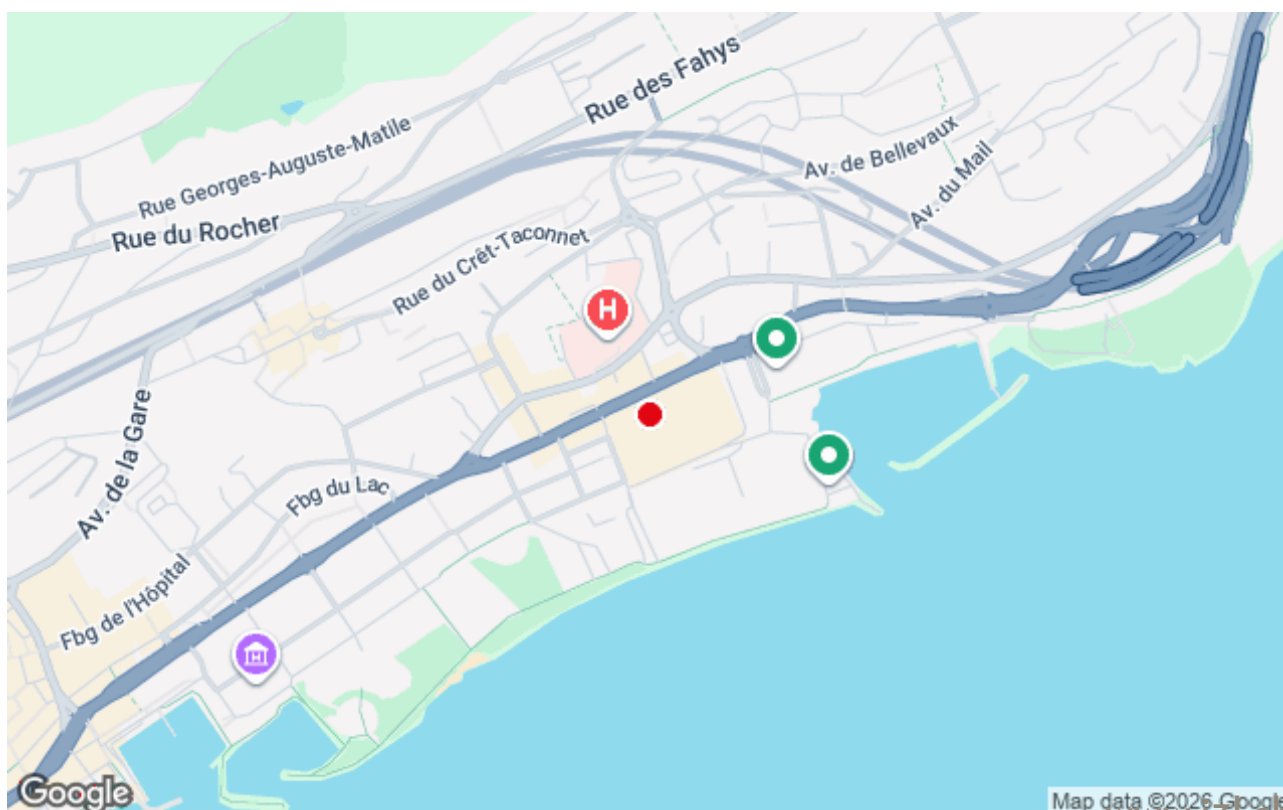 Rue des Fahys
Rue Georges-Auguste-Matile
Av. de Bellevaux
Av. du Mail
Rue du Rocher
Rue du Crêt-Taconnet
H
Av. de la Gare
Fbg du Lac
Fbg de l'Hôpital
H
Google
Map data ©2026 Google